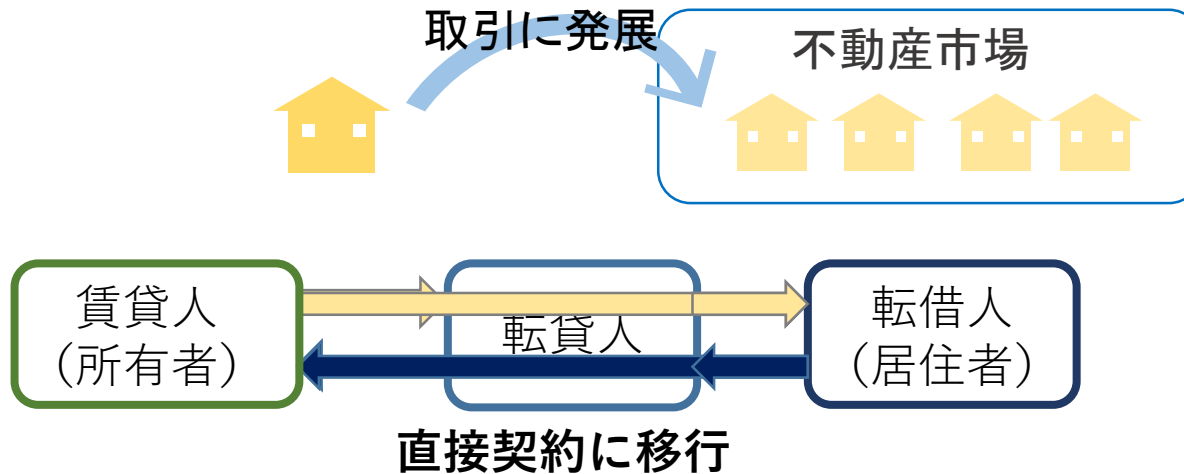 取引に発展
不動産市場
賃貸人
（所有者）
転貸人
転借人
（居住者）
直接契約に移行